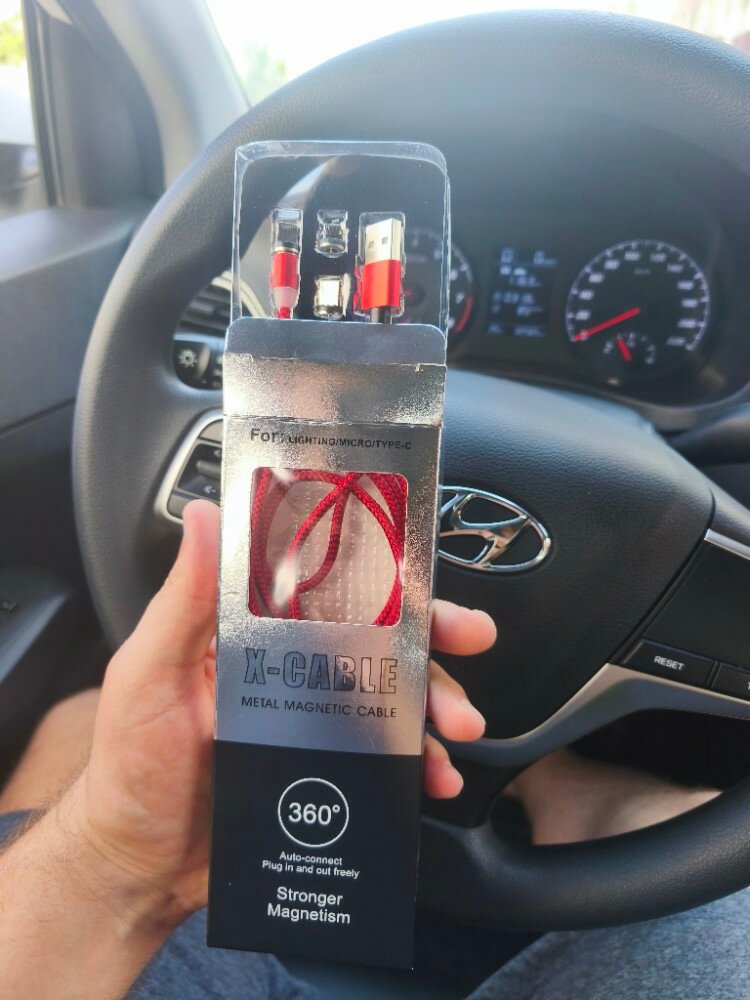 For: LIGHTING/MICRO/TYPE-C
X-CABLE
METAL MAGNETIC CABLE
360°
Auto-connect
Plug in and out freely
Stronger
Magnetism
RESET